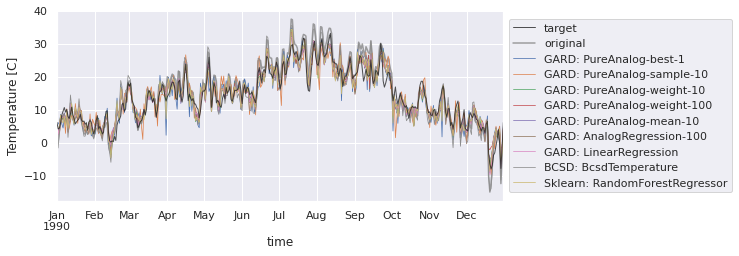 40
30
20
10
0
−10
Temperature [C]
Jan Feb Mar Apr May Jun Jul Aug Sep Oct Nov Dec
1990
time
target
original
GARD: PureAnalog-best-1
GARD: PureAnalog-sample-10
GARD: PureAnalog-weight-10
GARD: PureAnalog-weight-100
GARD: PureAnalog-mean-10
GARD: AnalogRegression-100
GARD: LinearRegression
BCSD: BcsdTemperature
Sklearn: RandomForestRegressor